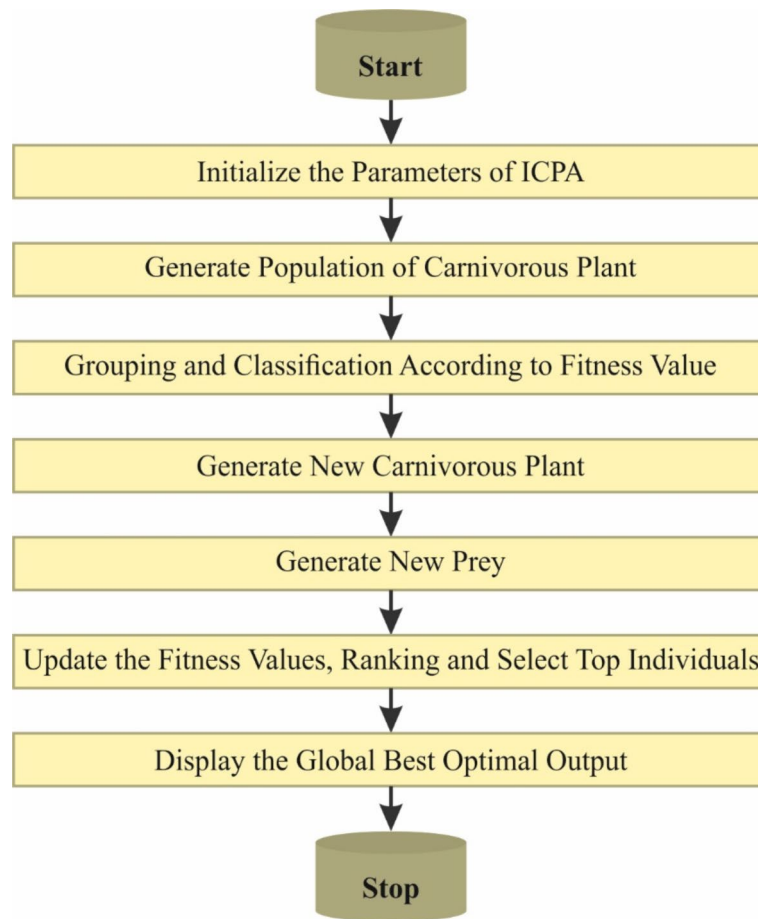 Start
Initialize the Parameters of ICPA
Generate Population of Carnivorous Plant
Grouping and Classification According to Fitness Value
Generate New Carnivorous Plant
Generate New Prey
Update the Fitness Values, Ranking and Select Top Individuals
Display the Global Best Optimal Output
Stop